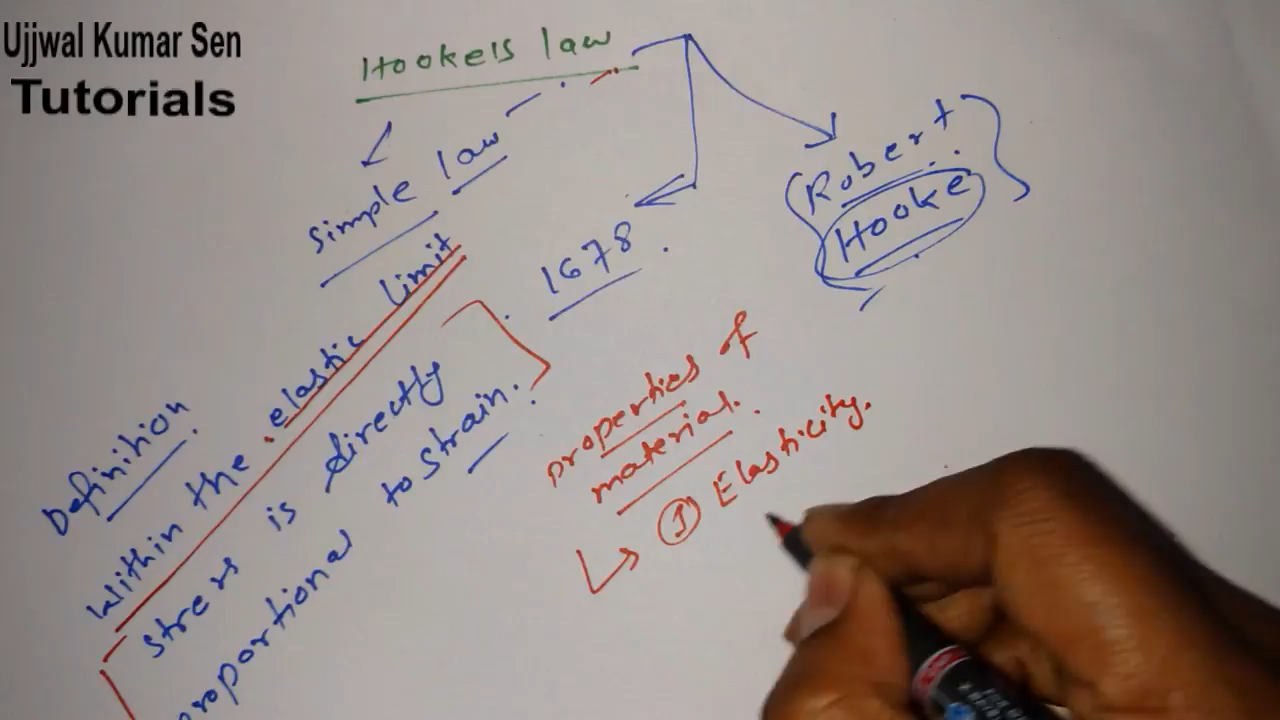 Ujjwal Kumar Sen
Tutorials
Hooke's law
Simple law
Robert
Hooke
1678.
Definition
Within the elastic limit
Stress is directly
proportional to strain.
properties of
material.
① Elasticity.